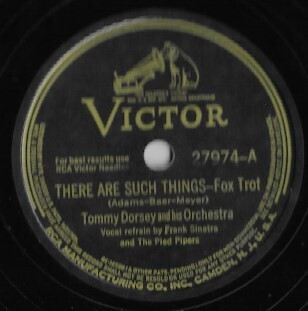 VICTOR
For best results use
RCA Victor Needles
27974-A
THERE ARE SUCH THINGS—Fox Trot
(Adams-Baer-Meyer)
Tommy Dorsey and his Orchestra
Vocal refrain by Frank Sinatra
and The Pied Pipers
RCA MANUFACTURING CO., INC. CAMDEN, N. J., U. S. A.